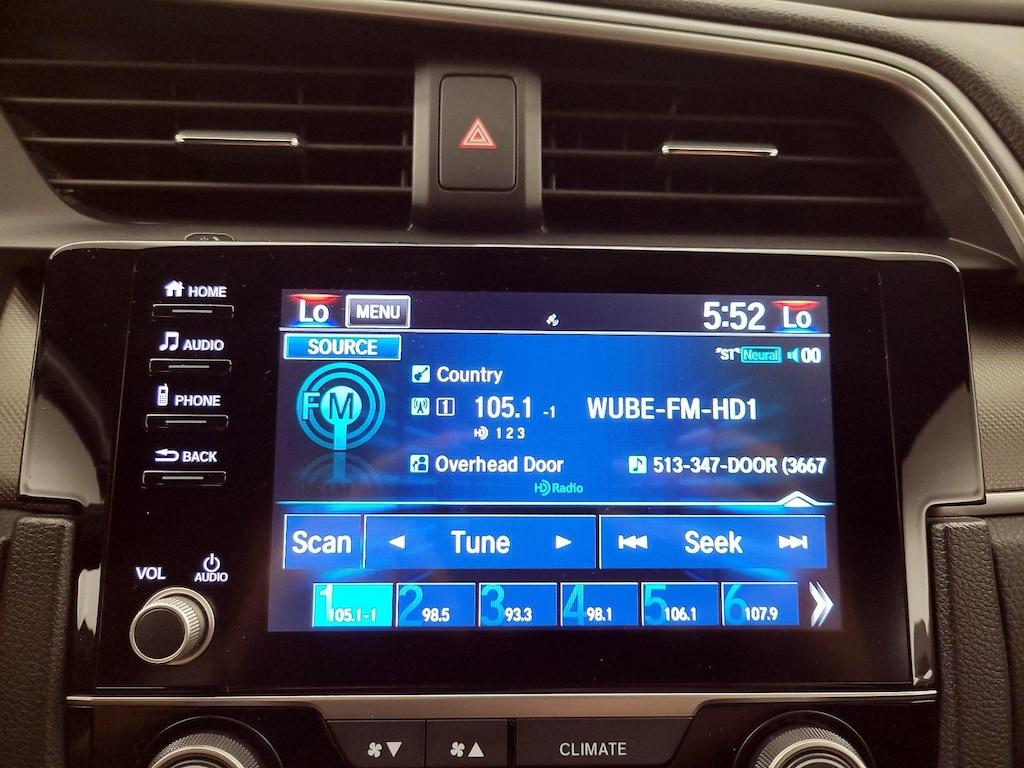 HOME
AUDIO
PHONE
BACK
VOL
AUDIO
Lo MENU 5:52 Lo
SOURCE "ST" Neural 00
FM
Country
1 105.1 -1 WUBE-FM-HD1
HD 1 2 3
Overhead Door 513-347-DOOR (3667
HD Radio
Scan Tune Seek
1 105.1-1 2 98.5 3 93.3 4 98.1 5 106.1 6 107.9
CLIMATE